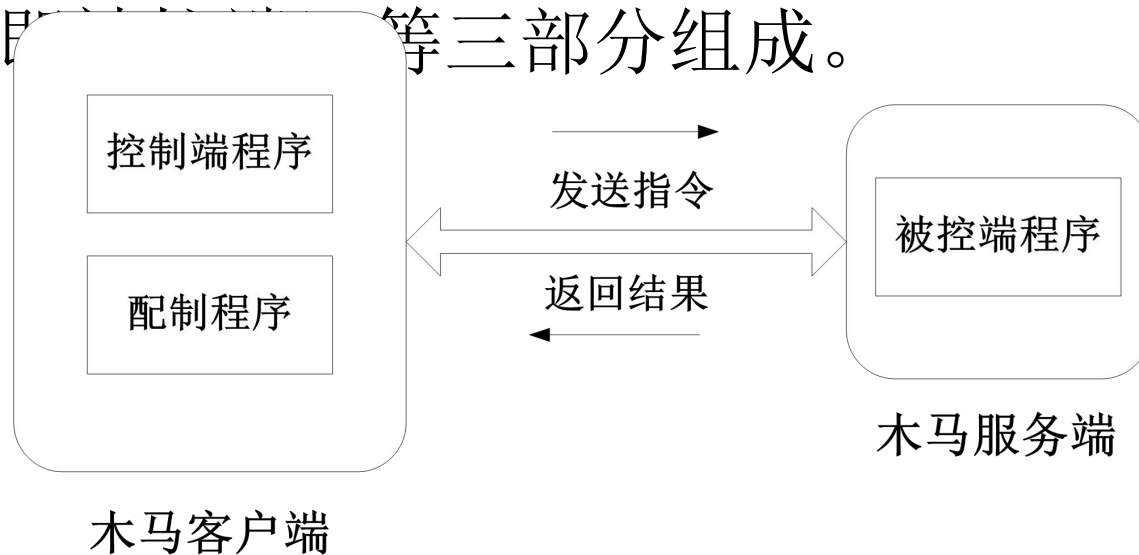 等三部分组成。
控制端程序
配制程序
发送指令
返回结果
被控端程序
木马服务端
木马客户端